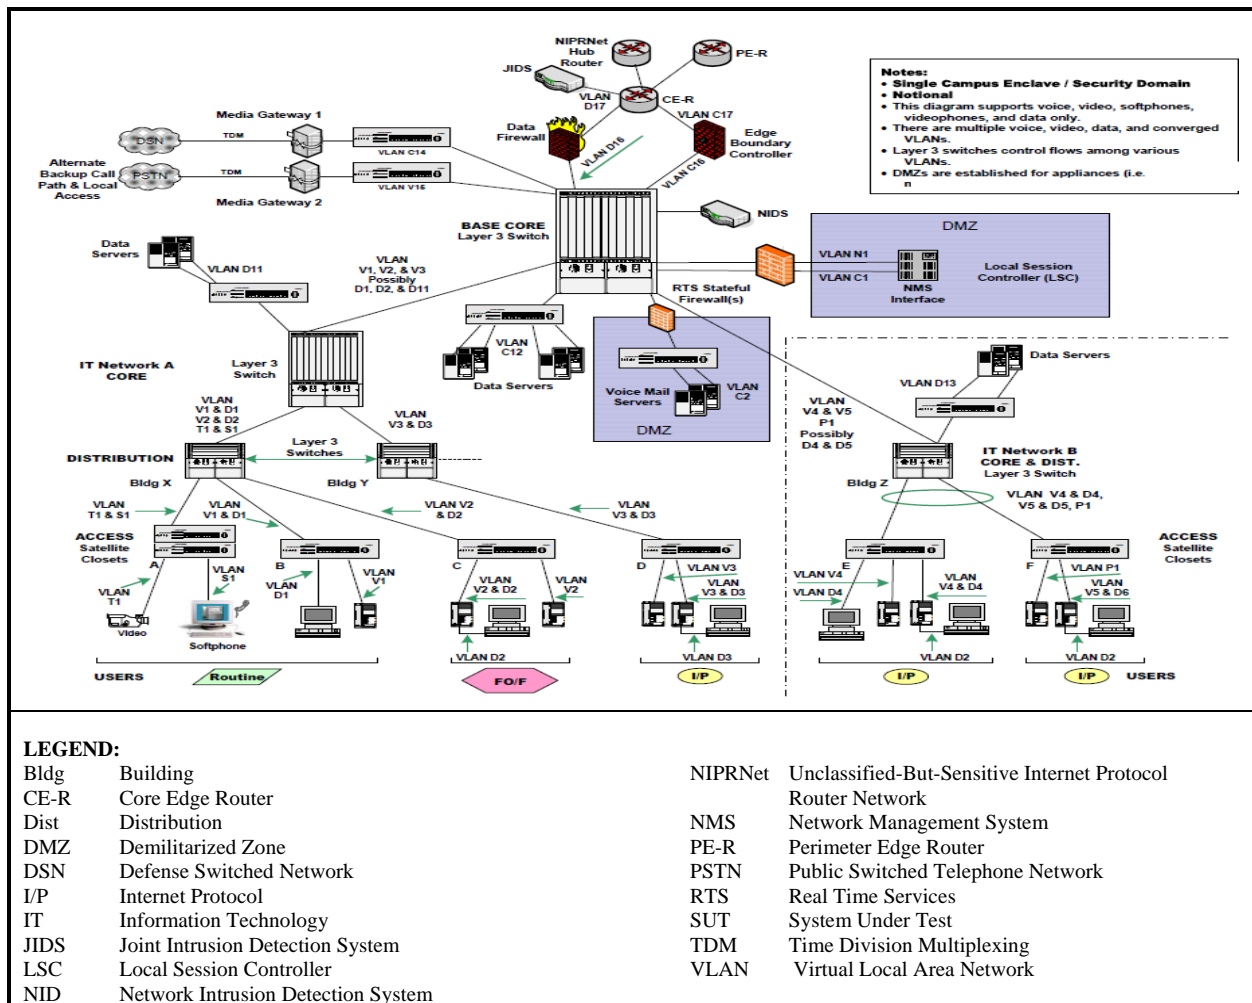 NIPRNet
Hub
Router
PE-R
JIDS
VLAN
D17
CE-R
VLAN C17
Data
Firewall
Edge
Boundary
Controller
VLAN D16
VLAN C16
Notes:
• Single Campus Enclave / Security Domain
• Notional
• This diagram supports voice, video, softphones,
videophones, and data only.
• There are multiple voice, video, data, and converged
VLANs.
• Layer 3 switches control flows among various
VLANs.
• DMZs are established for appliances (i.e.
n
Media Gateway 1
DSN
TDM
VLAN C14
Alternate
Backup Call
Path & Local
Access
PSTN
TDM
VLAN V15
Media Gateway 2
BASE CORE
Layer 3 Switch
NIDS
DMZ
VLAN N1
VLAN C1
NMS
Interface
Local Session
Controller (LSC)
RTS Stateful
Firewall(s)
Data
Servers
VLAN D11
VLAN
V1, V2, & V3
Possibly
D1, D2, & D11
VLAN
C12
Data Servers
Voice Mail
Servers
VLAN
C2
DMZ
IT Network A
CORE
Layer 3
Switch
Data Servers
VLAN D13
VLAN
V4 & V5
P1
Possibly
D4 & D5
VLAN
V1 & D1
V2 & D2
T1 & S1
VLAN
V3 & D3
DISTRIBUTION
Layer 3
Switches
Bldg X
Bldg Y
IT Network B
CORE & DIST.
Layer 3 Switch
Bldg Z
VLAN V4 & D4,
V5 & D5, P1
VLAN
T1 & S1
VLAN
V1 & D1
VLAN V2
& D2
VLAN
V3 & D3
ACCESS
Satellite
Closets
ACCESS
Satellite
Closets
A
B
C
D
E
F
VLAN
T1
VLAN
S1
VLAN
D1
VLAN
V1
VLAN
V2 & D2
VLAN
V2
VLAN V3
VLAN
V3 & D3
VLAN V4
VLAN D4
VLAN
V4 & D4
VLAN P1
VLAN
V5 & D6
Video
Softphone
VLAN D2
VLAN D3
VLAN D2
VLAN D2
USERS
Routine
FO/F
I/P
I/P
I/P
USERS
LEGEND:
Bldg Building
CE-R Core Edge Router
Dist Distribution
DMZ Demilitarized Zone
DSN Defense Switched Network
I/P Internet Protocol
IT Information Technology
JIDS Joint Intrusion Detection System
LSC Local Session Controller
NID Network Intrusion Detection System
NIPRNet Unclassified-But-Sensitive Internet Protocol
Router Network
NMS Network Management System
PE-R Perimeter Edge Router
PSTN Public Switched Telephone Network
RTS Real Time Services
SUT System Under Test
TDM Time Division Multiplexing
VLAN Virtual Local Area Network